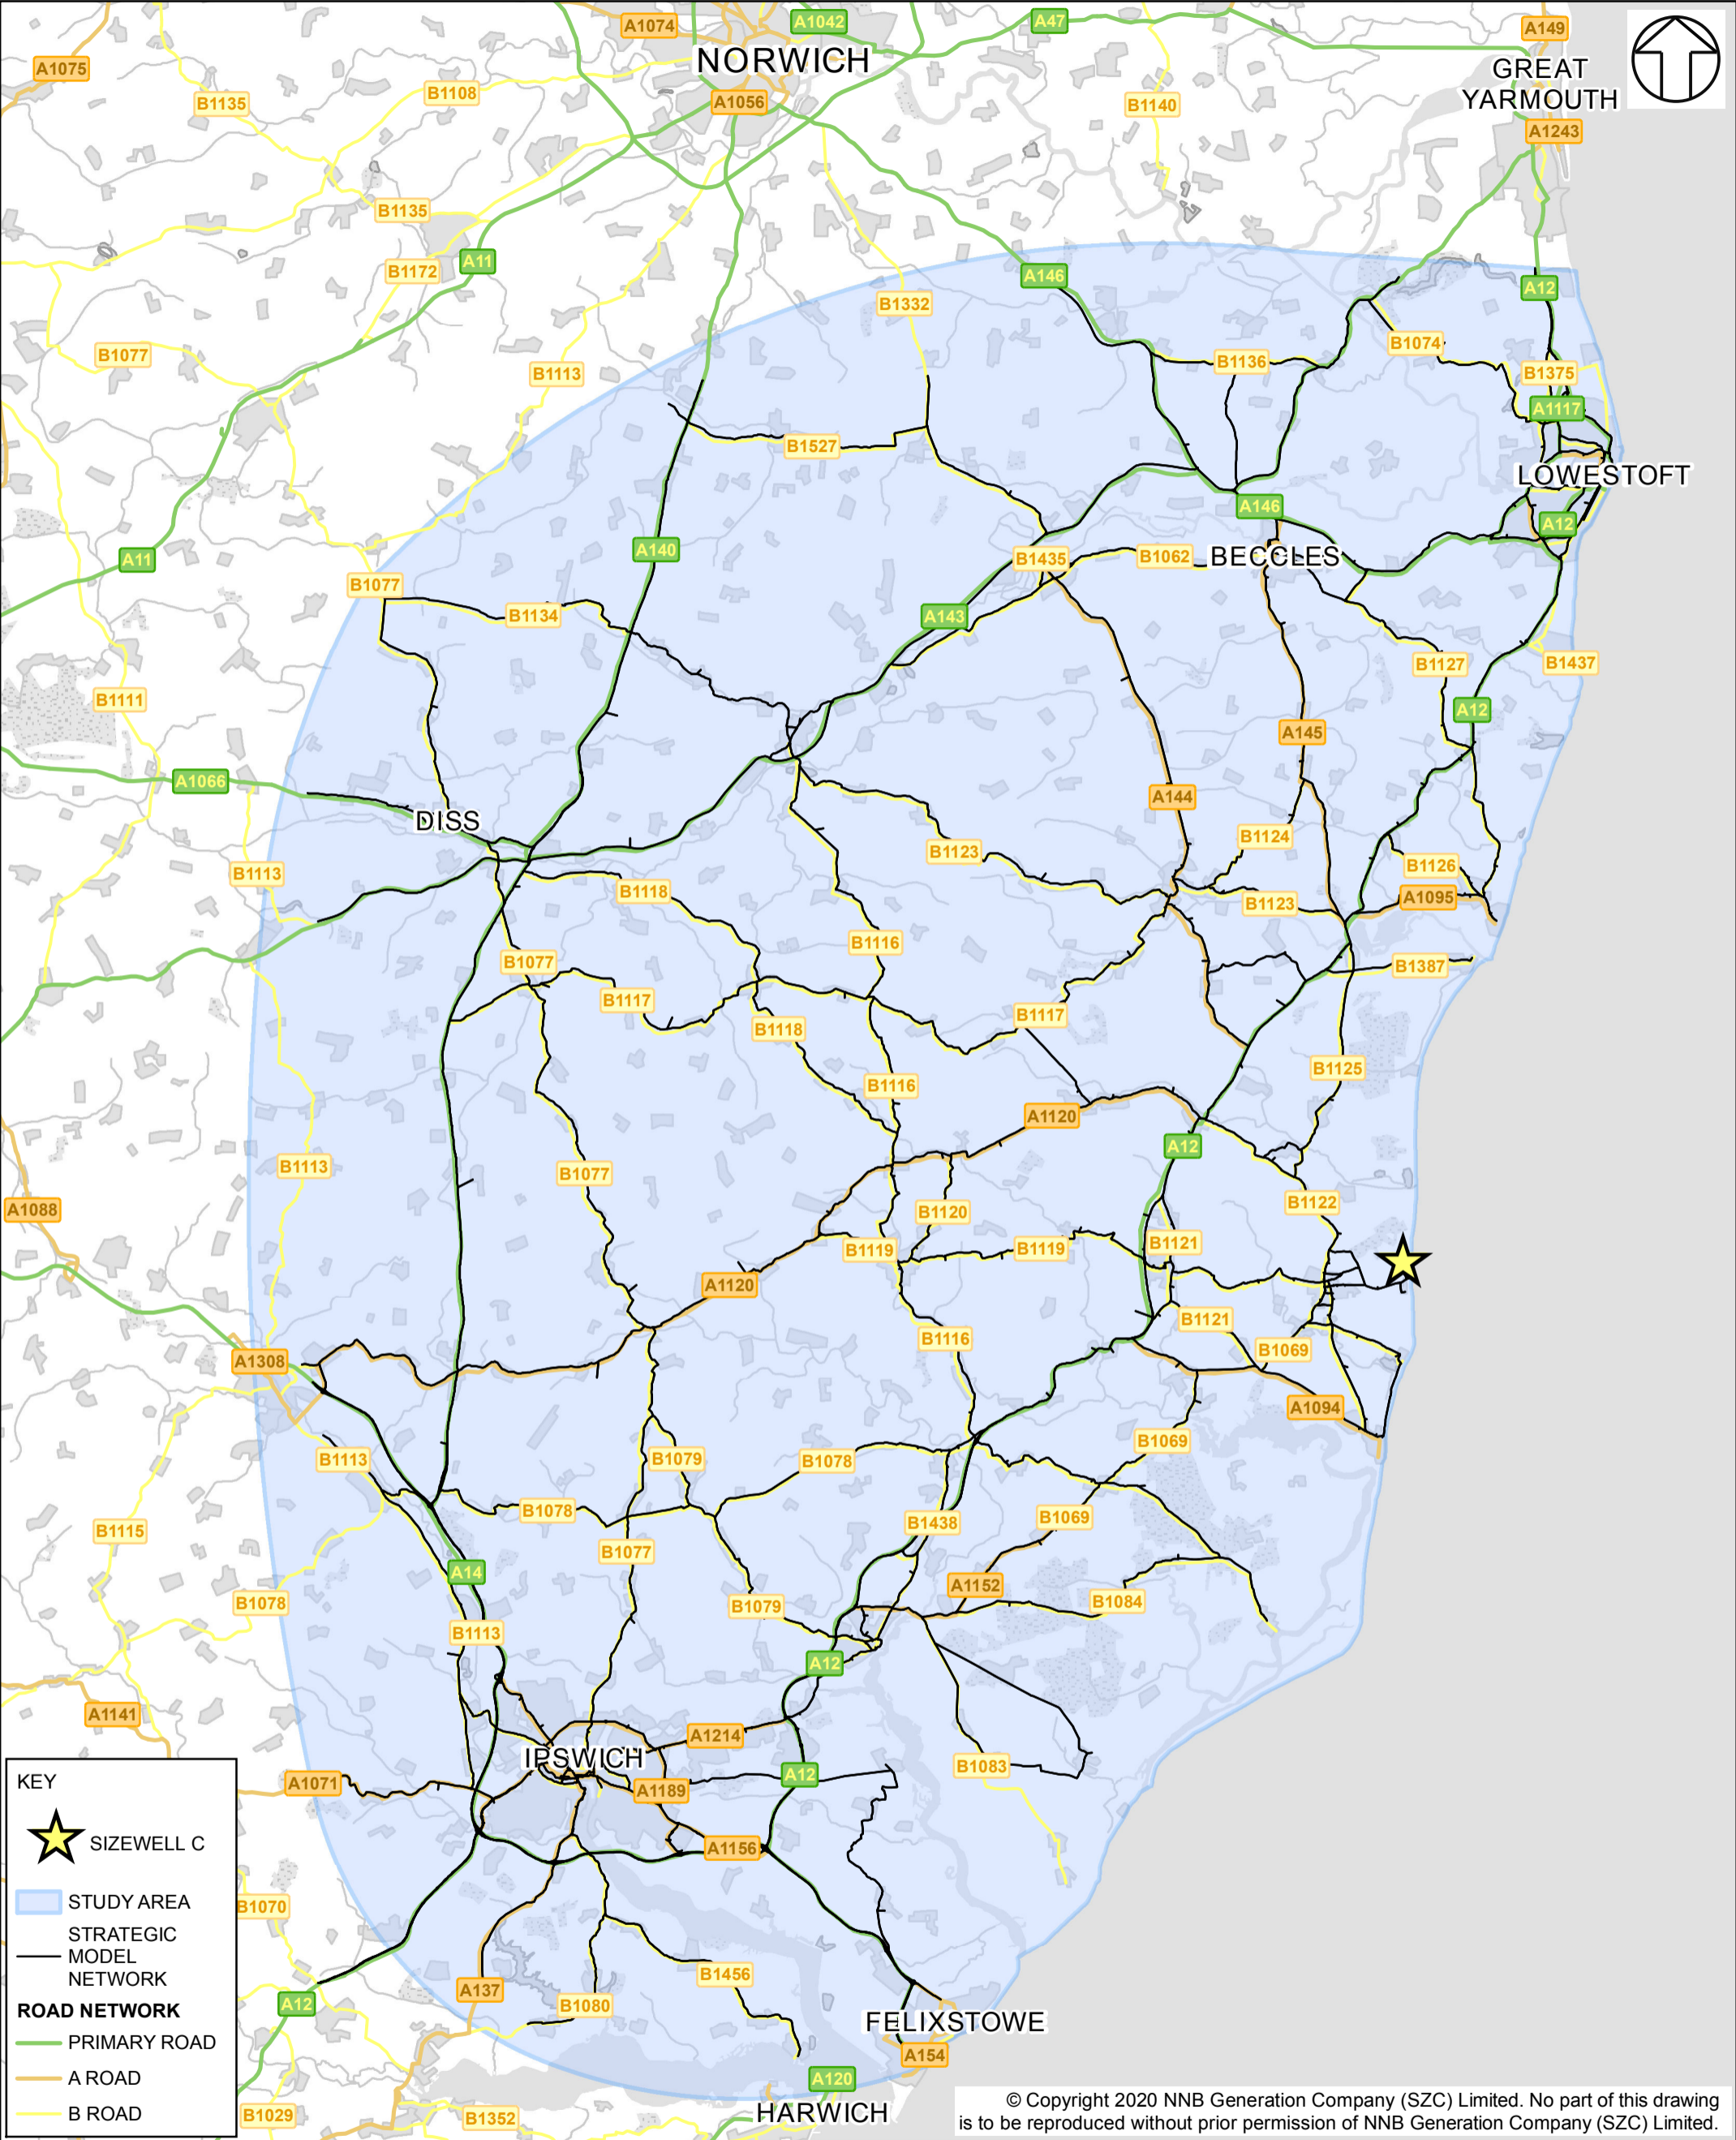 A1074
A1042
A47
A149
A1075
NORWICH
GREAT
YARMOUTH
B1135
B1108
A1056
B1140
A1243
B1135
A11
B1172
A146
A12
B1332
B1077
B1113
B1136
B1074
B1375
A1117
B1527
LOWESTOFT
A146
A12
A11
A140
B1077
B1435
B1062
BECCLES
B1134
A143
B1127
B1437
B1111
A12
A145
A1066
A144
DISS
B1124
B1123
B1126
B1113
B1118
A1095
B1123
B1116
B1077
B1387
B1117
B1117
B1118
B1125
B1116
A1120
A12
B1113
B1077
B1122
A1088
B1120
B1121
B1119
B1119
A1120
B1121
B1116
B1069
A1308
A1094
B1069
B1113
B1079
B1078
B1078
B1069
B1438
B1115
B1077
A14
A1152
B1078
B1084
B1079
B1113
A12
A1141
A1214
IPSWICH
B1083
A12
A1071
A1189
A1156
B1070
B1456
A137
A12
B1080
FELIXSTOWE
A154
A120
HARWICH
B1029
B1352
KEY
SIZEWELL C
STUDY AREA
STRATEGIC
MODEL
NETWORK
ROAD NETWORK
PRIMARY ROAD
A ROAD
B ROAD
© Copyright 2020 NNB Generation Company (SZC) Limited. No part of this drawing
is to be reproduced without prior permission of NNB Generation Company (SZC) Limited.